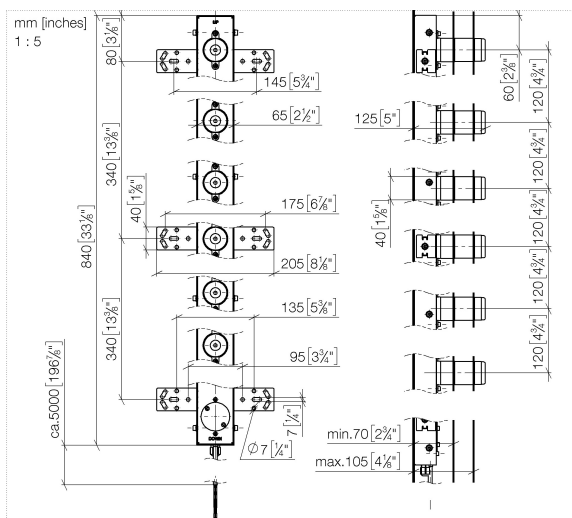 mm [inches]
1 : 5
UP
80 [3⅛"]
145 [5¾"]
65 [2½"]
340 [13⅜"]
175 [6⅞"]
40 [1⅝"]
205 [8⅛"]
840 [33⅛"]
135 [5⅜"]
340 [13⅜"]
95 [3¾"]
7 [¼"]
Ø 7 [¼"]
DOWN
ca.5000 [196⅞"]
60 [2⅜"]
120 [4¾"]
125 [5"]
120 [4¾"]
40 [1⅝"]
120 [4¾"]
120 [4¾"]
120 [4¾"]
min.70 [2¾"]
max.105 [4⅛"]